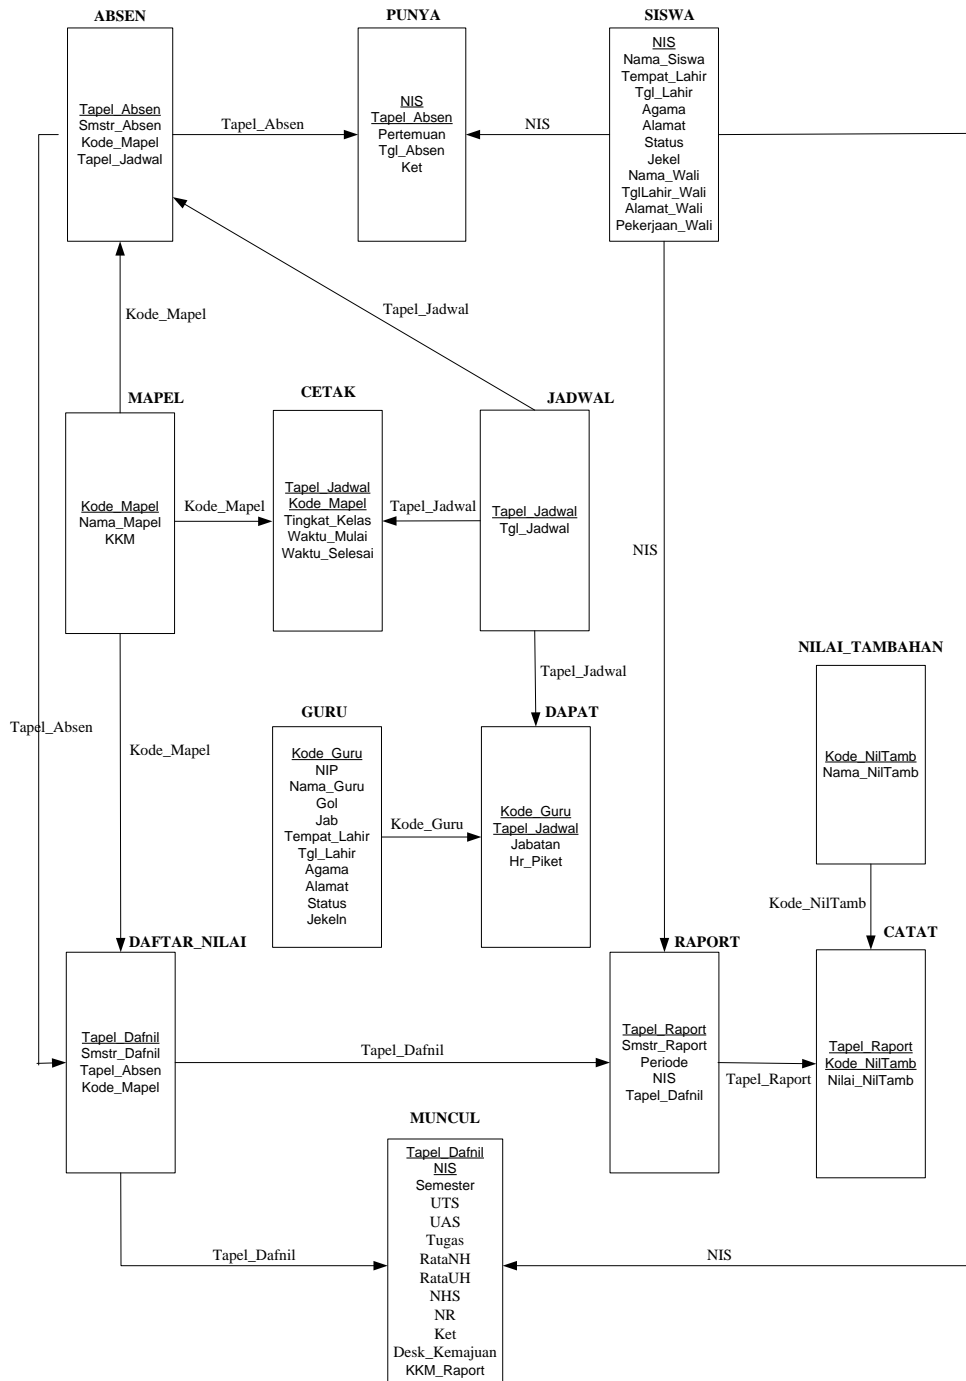 ABSEN
Tapel_Absen
Smstr_Absen
Kode_Mapel
Tapel_Jadwal
Tapel_Absen
PUNYA
NIS
Tapel_Absen
Pertemuan
Tgl_Absen
Ket
NIS
SISWA
NIS
Nama_Siswa
Tempat_Lahir
Tgl_Lahir
Agama
Alamat
Status
Jekel
Nama_Wali
TglLahir_Wali
Alamat_Wali
Pekerjaan_Wali
Kode_Mapel
Tapel_Jadwal
MAPEL
Kode_Mapel
Nama_Mapel
KKM
Kode_Mapel
CETAK
Tapel_Jadwal
Kode_Mapel
Tingkat_Kelas
Waktu_Mulai
Waktu_Selesai
Tapel_Jadwal
JADWAL
Tapel_Jadwal
Tgl_Jadwal
NIS
Tapel_Jadwal
Tapel_Absen
Kode_Mapel
GURU
Kode_Guru
NIP
Nama_Guru
Gol
Jab
Tempat_Lahir
Tgl_Lahir
Agama
Alamat
Status
Jekeln
Kode_Guru
DAPAT
Kode_Guru
Tapel_Jadwal
Jabatan
Hr_Piket
NILAI_TAMBAHAN
Kode_NilTamb
Nama_NilTamb
Kode_NilTamb
DAFTAR_NILAI
Tapel_Dafnil
Smstr_Dafnil
Tapel_Absen
Kode_Mapel
Tapel_Dafnil
RAPORT
Tapel_Raport
Smstr_Raport
Periode
NIS
Tapel_Dafnil
Tapel_Raport
CATAT
Tapel_Raport
Kode_NilTamb
Nilai_NilTamb
Tapel_Dafnil
MUNCUL
Tapel_Dafnil
NIS
Semester
UTS
UAS
Tugas
RataNH
RataUH
NHS
NR
Ket
Desk_Kemajuan
KKM_Raport
NIS